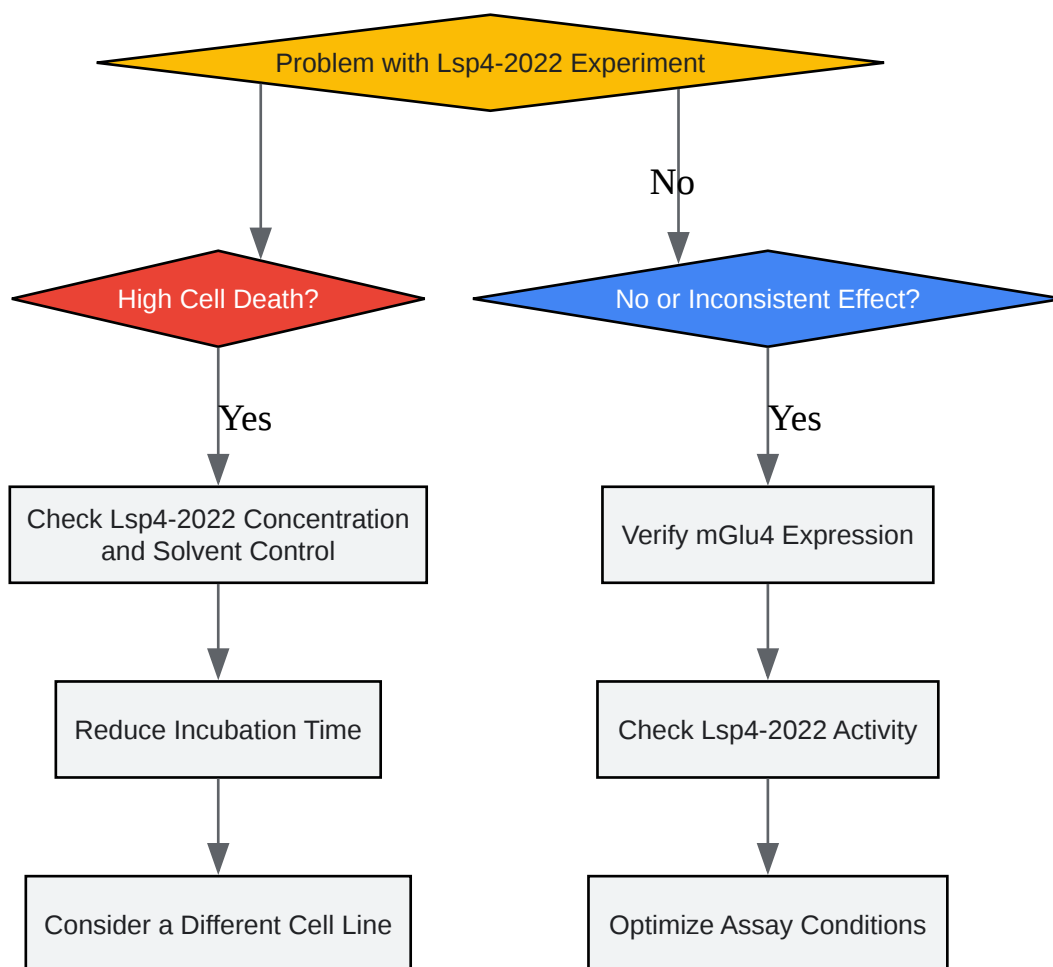 Problem with Lsp4-2022 Experiment
No
High Cell Death?
No or Inconsistent Effect?
Yes
Yes
Check Lsp4-2022 Concentration
and Solvent Control
Verify mGlu4 Expression
Reduce Incubation Time
Check Lsp4-2022 Activity
Consider a Different Cell Line
Optimize Assay Conditions